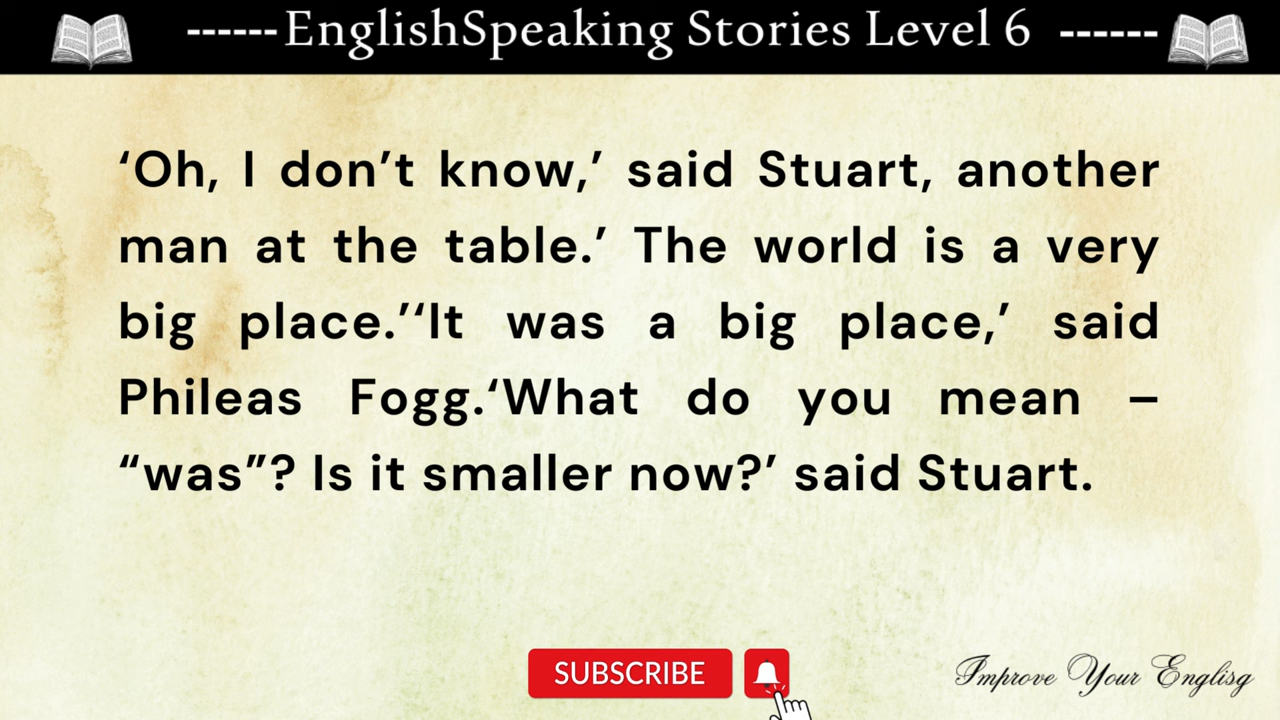 ------EnglishSpeaking Stories Level 6 ------
‘Oh, I don’t know,’ said Stuart, another
man at the table.’ The world is a very
big place.’‘It was a big place,’ said
Phileas Fogg.‘What do you mean –
“was”? Is it smaller now?’ said Stuart.
SUBSCRIBE
Improve Your Englisg